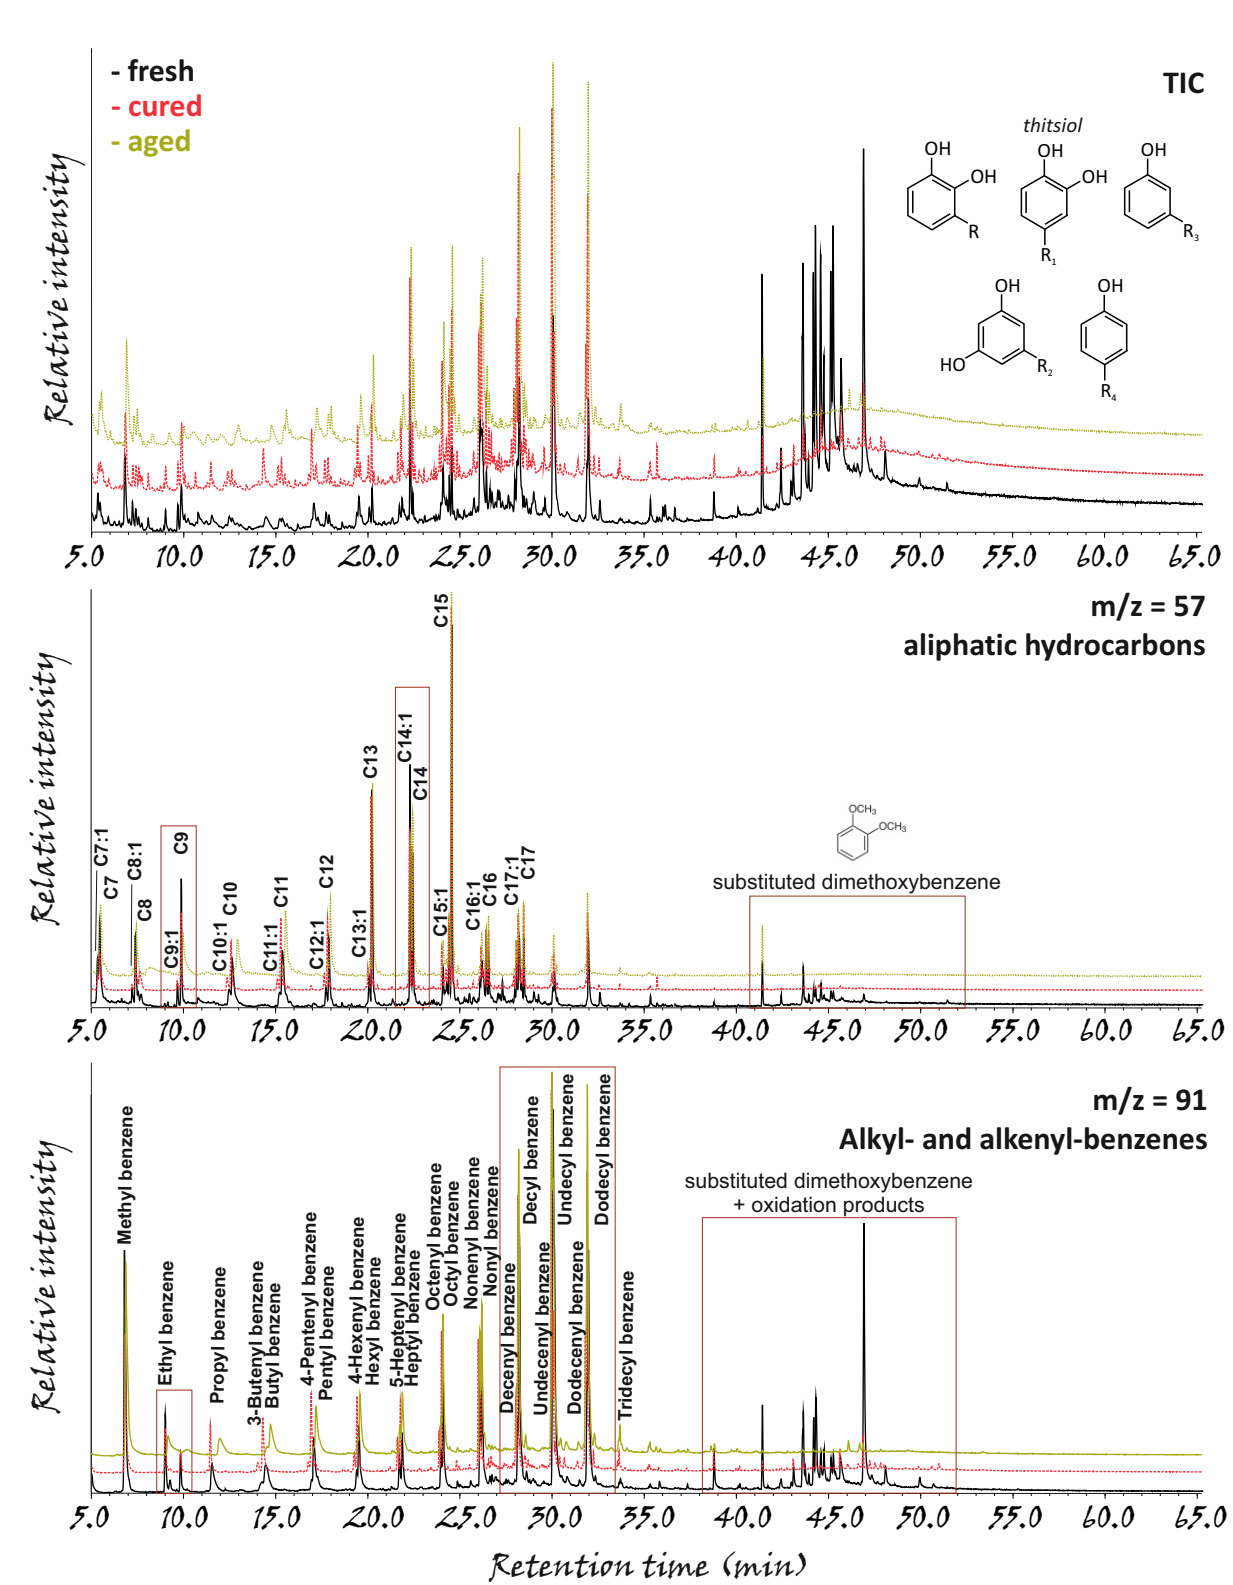 - fresh
- cured
- aged
TIC
thitsiol
OH
OH
R
OH
OH
R1
OH
R3
OH
HO
R2
OH
R4
Relative intensity
5.0 10.0 15.0 20.0 25.0 30.0 35.0 40.0 45.0 50.0 55.0 60.0 65.0
m/z = 57
aliphatic hydrocarbons
Relative intensity
C7:1
C7
C8:1
C8
C9:1
C9
C10:1
C10
C11:1
C11
C12:1
C12
C13:1
C13
C14:1
C14
C15:1
C15
C16:1
C16
C17:1
C17
OCH3
OCH3
substituted dimethoxybenzene
5.0 10.0 15.0 20.0 25.0 30.0 35.0 40.0 45.0 50.0 55.0 60.0 65.0
m/z = 91
Alkyl- and alkenyl-benzenes
Relative intensity
Methyl benzene
Ethyl benzene
Propyl benzene
3-Butenyl benzene
Butyl benzene
4-Pentenyl benzene
Pentyl benzene
4-Hexenyl benzene
Hexyl benzene
5-Heptenyl benzene
Heptyl benzene
Octenyl benzene
Octyl benzene
Nonenyl benzene
Nonyl benzene
Decenyl benzene
Decyl benzene
Undecenyl benzene
Undecyl benzene
Dodecenyl benzene
Dodecyl benzene
Tridecyl benzene
substituted dimethoxybenzene
+ oxidation products
5.0 10.0 15.0 20.0 25.0 30.0 35.0 40.0 45.0 50.0 55.0 60.0 65.0
Retention time (min)